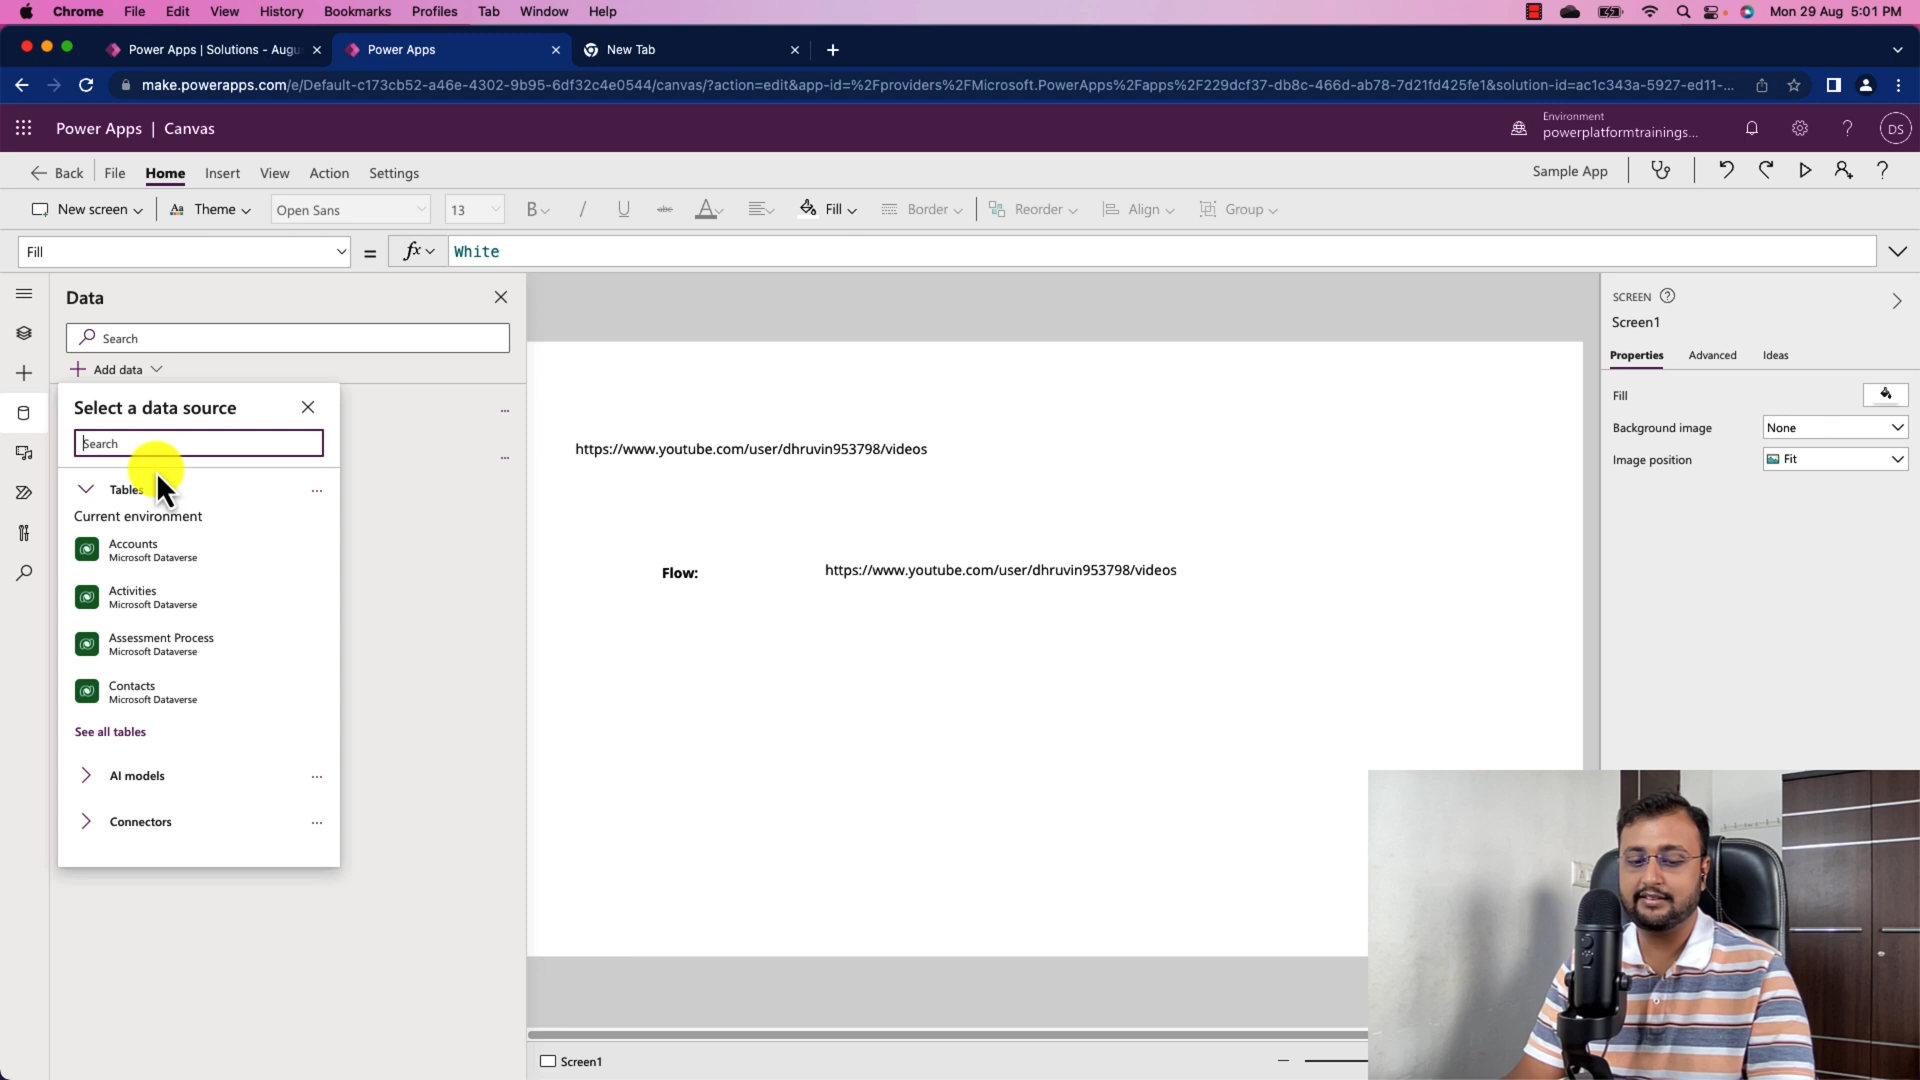 Chrome File Edit View History Bookmarks Profiles Tab Window Help Mon 29 Aug 5:01 PM
Power Apps | Solutions - Augu Power Apps New Tab
make.powerapps.com/e/Default-c173cb52-a46e-4302-9b95-6df32c4e0544/canvas/?action=edit&app-id=%2Fproviders%2FMicrosoft.PowerApps%2Fapps%2F229dcf37-db8c-466d-ab78-7d21fd425fe1&solution-id=ac1c343a-5927-ed11-...
Power Apps | Canvas
Environment
powerplatformtrainings...
DS
Back File Home Insert View Action Settings Sample App
New screen Theme Open Sans 13 B / U abc A Fill Border Reorder Align Group
Fill = fx White
Data
Search
Add data
Select a data source
Search
Tables
Current environment
Accounts
Microsoft Dataverse
Activities
Microsoft Dataverse
Assessment Process
Microsoft Dataverse
Contacts
Microsoft Dataverse
See all tables
AI models
Connectors
https://www.youtube.com/user/dhruvin953798/videos
Flow: https://www.youtube.com/user/dhruvin953798/videos
Screen1
SCREEN
Screen1
Properties Advanced Ideas
Fill
Background image None
Image position Fit